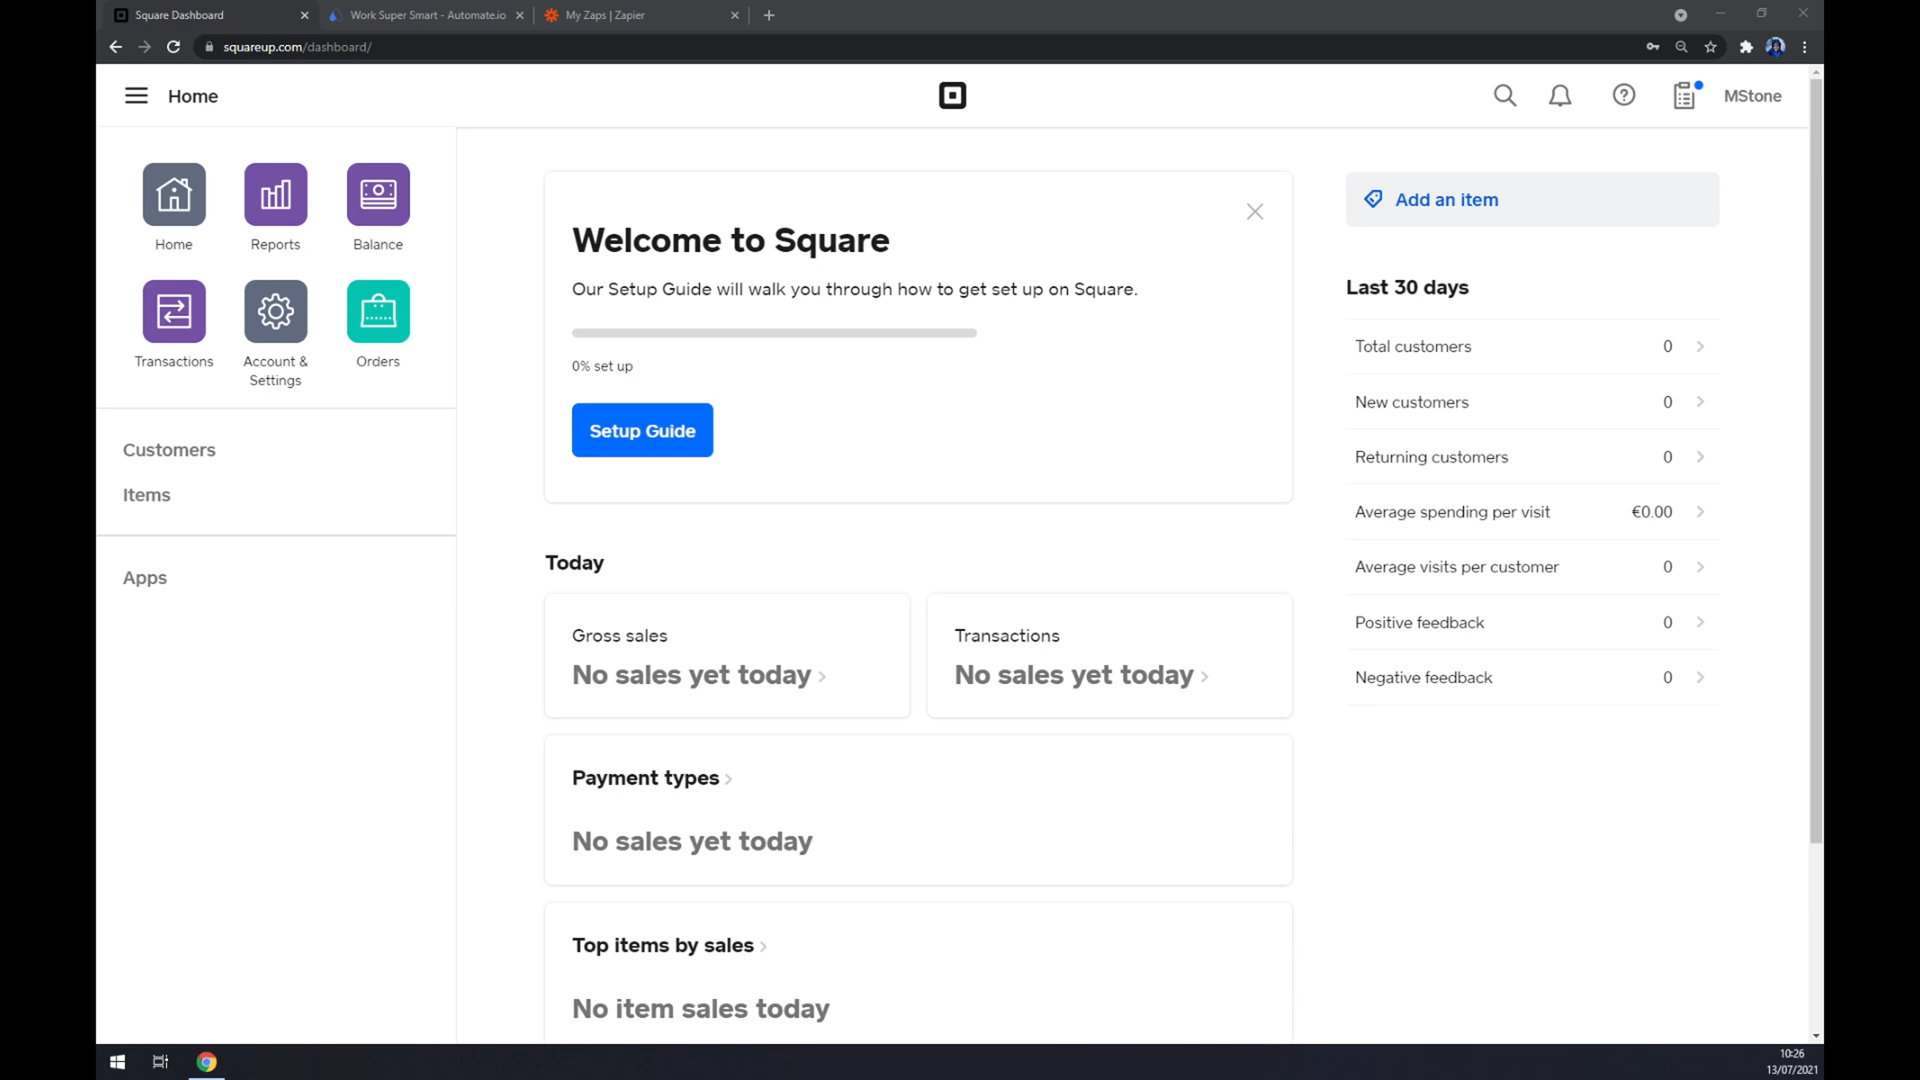 Square Dashboard
Work Super Smart - Automate.io
My Zaps | Zapier
squareup.com/dashboard/
Home
MStone
Home
Reports
Balance
Transactions
Account &
Settings
Orders
Customers
Items
Apps
Welcome to Square
Our Setup Guide will walk you through how to get set up on Square.
0% set up
Setup Guide
Today
Gross sales
No sales yet today
Transactions
No sales yet today
Payment types
No sales yet today
Top items by sales
No item sales today
Add an item
Last 30 days
Total customers 0
New customers 0
Returning customers 0
Average spending per visit €0.00
Average visits per customer 0
Positive feedback 0
Negative feedback 0
10:26
13/07/2021